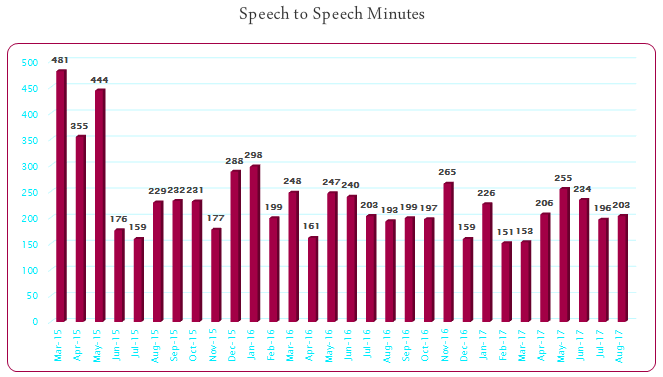 Speech to Speech Minutes
500
450
400
350
300
250
200
150
100
50
0
481
355
444
176
159
229
232
231
177
288
298
199
248
161
247
240
203
193
199
197
265
159
226
151
153
206
255
234
196
203
Mar-15
Apr-15
May-15
Jun-15
Jul-15
Aug-15
Sep-15
Oct-15
Nov-15
Dec-15
Jan-16
Feb-16
Mar-16
Apr-16
May-16
Jun-16
Jul-16
Aug-16
Sep-16
Oct-16
Nov-16
Dec-16
Jan-17
Feb-17
Mar-17
Apr-17
May-17
Jun-17
Jul-17
Aug-17